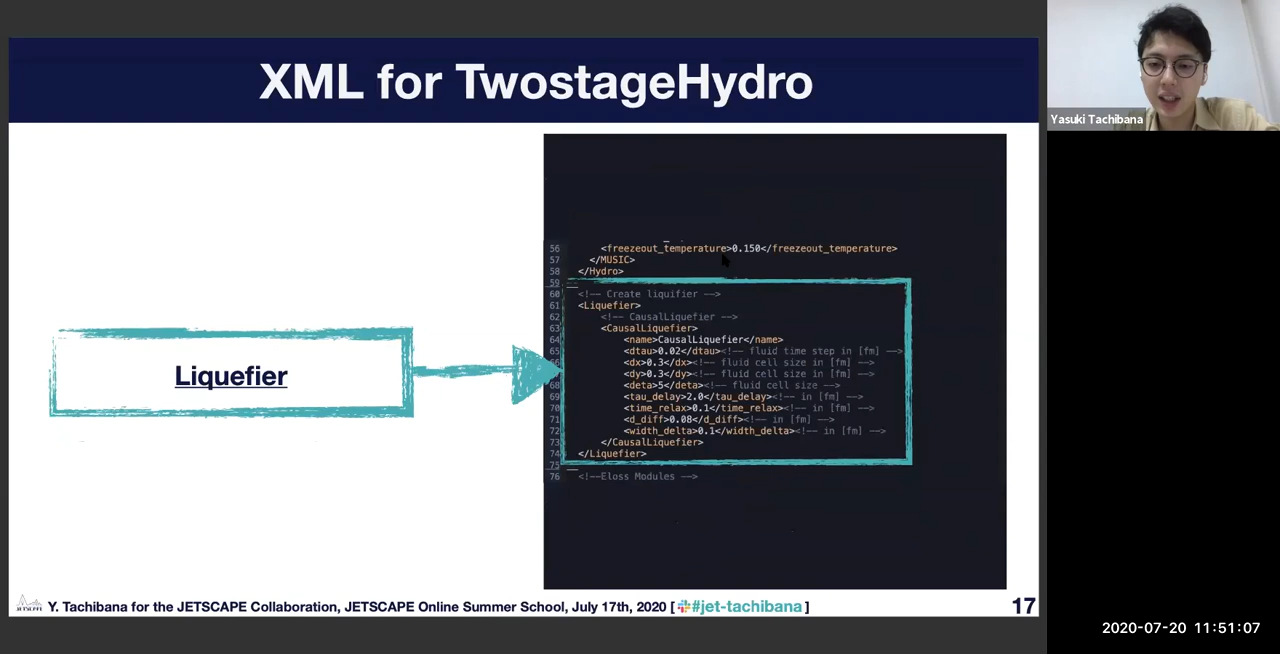 XML for TwostageHydro
Yasuki Tachibana
Liquefier
56 <freezeout_temperature>0.150</freezeout_temperature>
57 </MUSIC>
58 </Hydro>
59
60 <!-- Create liquifier -->
61 <Liquefier>
62 <!-- CausalLiquefier -->
63 <CausalLiquefier>
64 <name>CausalLiquefier</name>
65 <dtau>0.02</dtau><!-- fluid time step in [fm] -->
66 <dx>0.3</dx><!-- fluid cell size in [fm] -->
67 <dy>0.3</dy><!-- fluid cell size in [fm] -->
68 <deta>5</deta><!-- fluid cell size -->
69 <tau_delay>2.0</tau_delay><!-- in [fm] -->
70 <time_relax>0.1</time_relax><!-- in [fm] -->
71 <d_diff>0.08</d_diff><!-- in [fm] -->
72 <width_delta>0.1</width_delta><!-- in [fm] -->
73 </CausalLiquefier>
74 </Liquefier>
75
76 <!--Eloss Modules -->
JETSCAPE
Y. Tachibana for the JETSCAPE Collaboration, JETSCAPE Online Summer School, July 17th, 2020 [ #jet-tachibana ]
17
2020-07-20 11:51:07